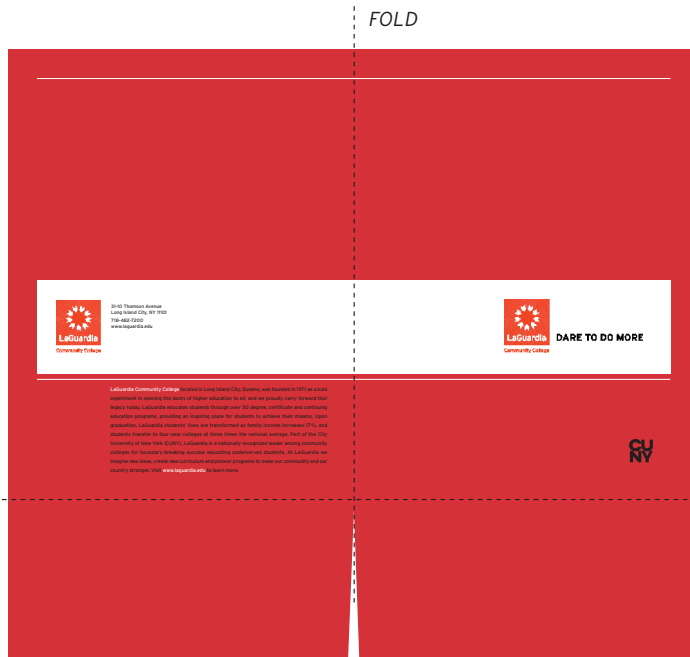 FOLD
LaGuardia
Community College
31-10 Thomson Avenue
Long Island City, NY 11101
718-482-7200
www.laguardia.edu
LaGuardia
Community College
DARE TO DO MORE
LaGuardia Community College located in Long Island City, Queens, was founded in 1971 as a bold
experiment in opening the doors of higher education to all, and we proudly carry forward that
legacy today. LaGuardia educates students through over 50 degree, certificate and continuing
education programs, providing an inspiring place for students to achieve their dreams. Upon
graduation, LaGuardia students' lives are transformed as family income increases 17%, and
students transfer to four-year colleges at three times the national average. Part of the City
University of New York (CUNY), LaGuardia is a nationally recognized leader among community
colleges for boundary-breaking success educating underserved students. At LaGuardia we
imagine new ideas, create new curriculum and pioneer programs to make our community and our
country stronger. Visit www.laguardia.edu to learn more.
CU
NY